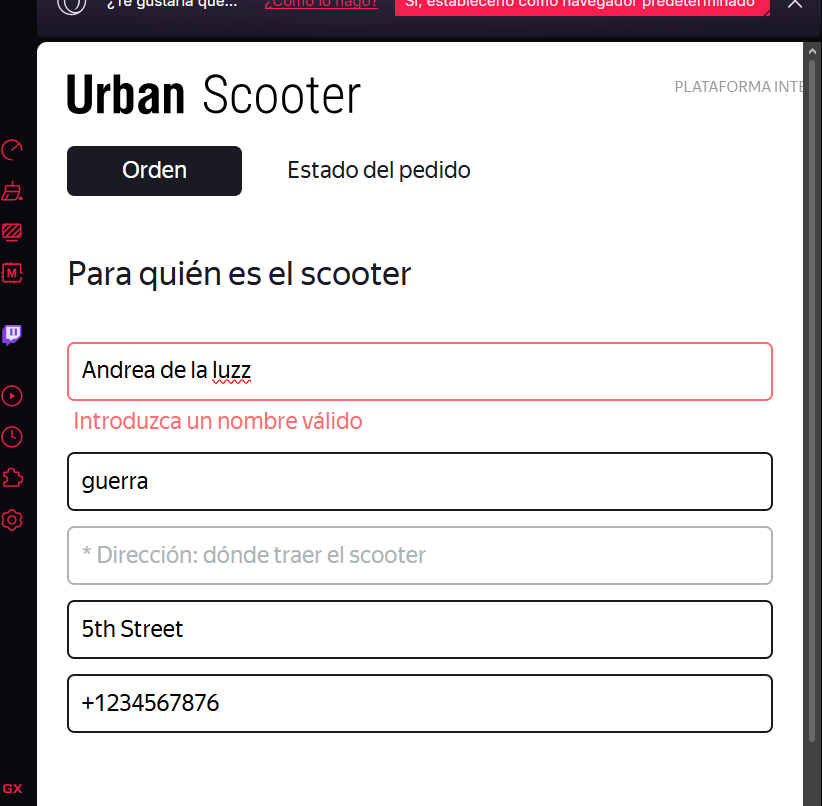 ¿Te gustaría que... ¿Cómo lo hago? Sí, establecerlo como navegador predeterminado
Urban Scooter
PLATAFORMA INTE
Orden Estado del pedido
Para quién es el scooter
Andrea de la luzz
Introduzca un nombre válido
guerra
* Dirección: dónde traer el scooter
5th Street
+1234567876
M
GX